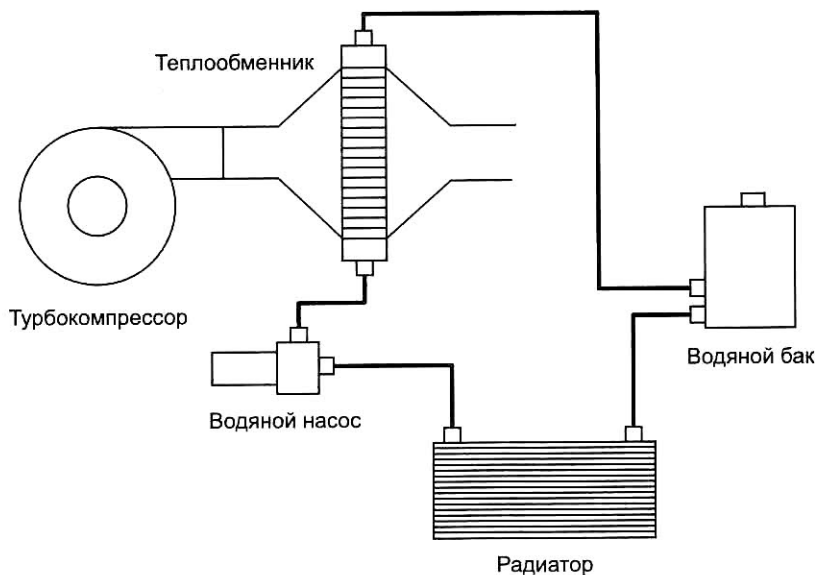 Теплообменник
Турбокомпрессор
Водяной бак
Водяной насос
Радиатор